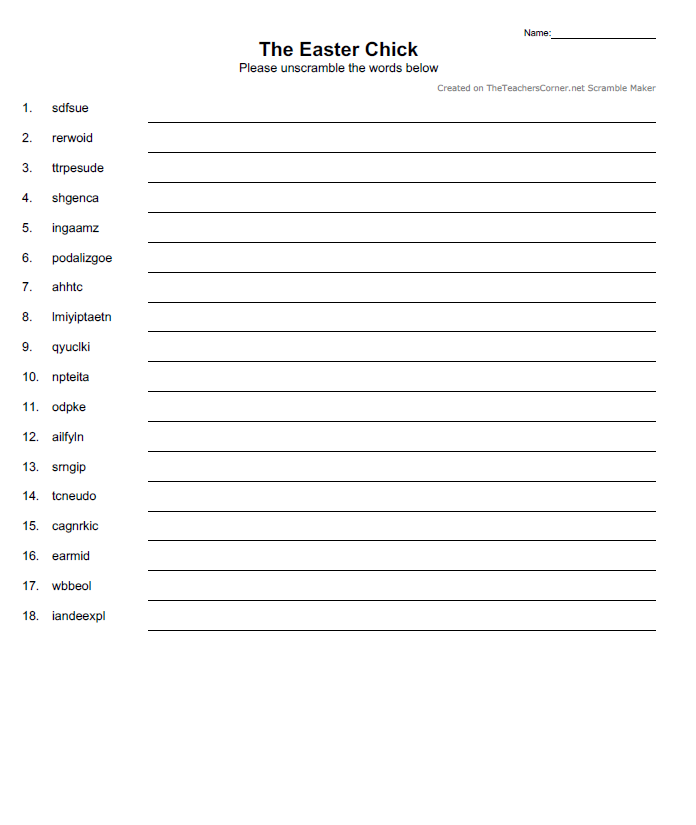 Name:
The Easter Chick
Please unscramble the words below
Created on TheTeachersCorner.net Scramble Maker
1. sdfsue
2. rerwoid
3. ttrpesude
4. shgenca
5. ingaamz
6. podalizgoe
7. ahhtc
8. lmiyiptaetn
9. qyuclki
10. npteita
11. odpke
12. ailfyln
13. srngip
14. tcneudo
15. cagnrkic
16. earmid
17. wbbeol
18. iandeexpl